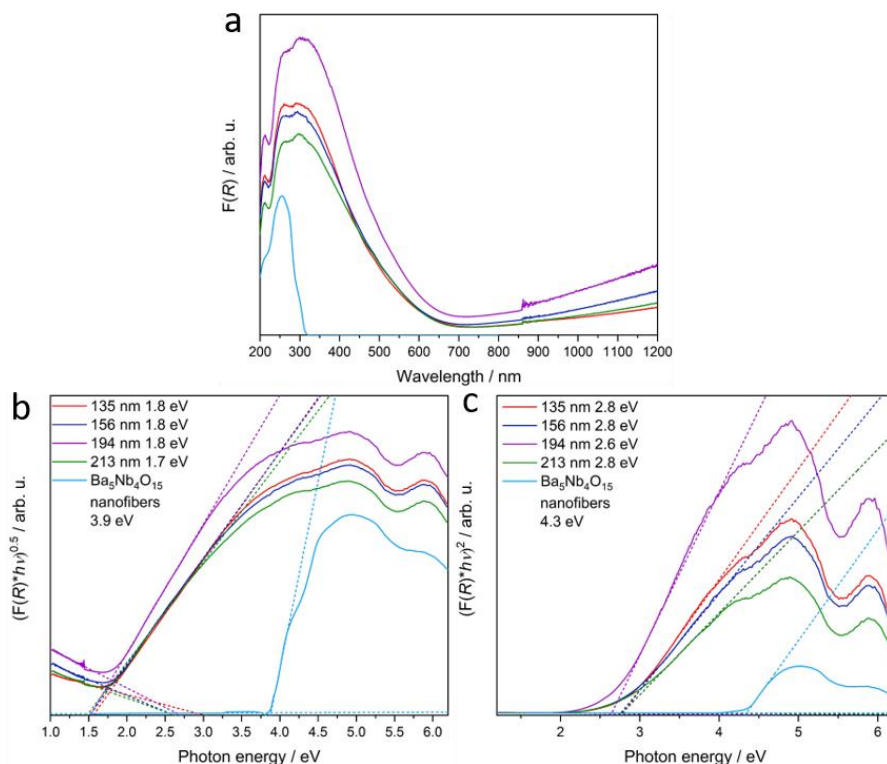 a
F(R) / arb. u.
200 300 400 500 600 700 800 900 1000 1100 1200
Wavelength / nm
b
135 nm 1.8 eV
156 nm 1.8 eV
194 nm 1.8 eV
213 nm 1.7 eV
Ba₅Nb₄O₁₅
nanofibers
3.9 eV
(F(R)*hν)^0.5 / arb. u.
1.0 1.5 2.0 2.5 3.0 3.5 4.0 4.5 5.0 5.5 6.0
Photon energy / eV
c
135 nm 2.8 eV
156 nm 2.8 eV
194 nm 2.6 eV
213 nm 2.8 eV
Ba₅Nb₄O₁₅
nanofibers
4.3 eV
(F(R)*hν)² / arb. u.
2 3 4 5 6
Photon energy / eV